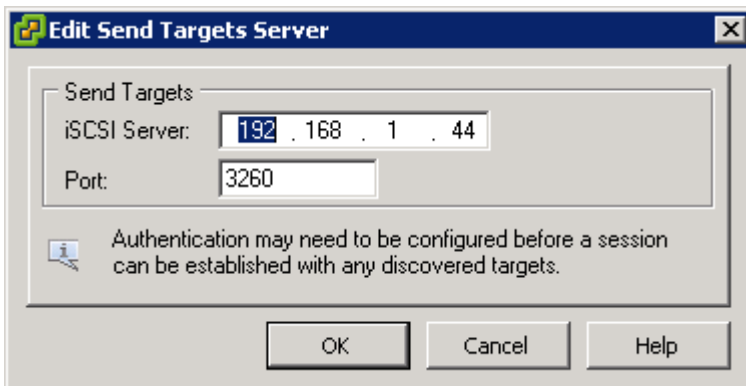 Edit Send Targets Server
Send Targets
iSCSI Server: 192 . 168 . 1 . 44
Port: 3260
Authentication may need to be configured before a session
can be established with any discovered targets.
OK Cancel Help